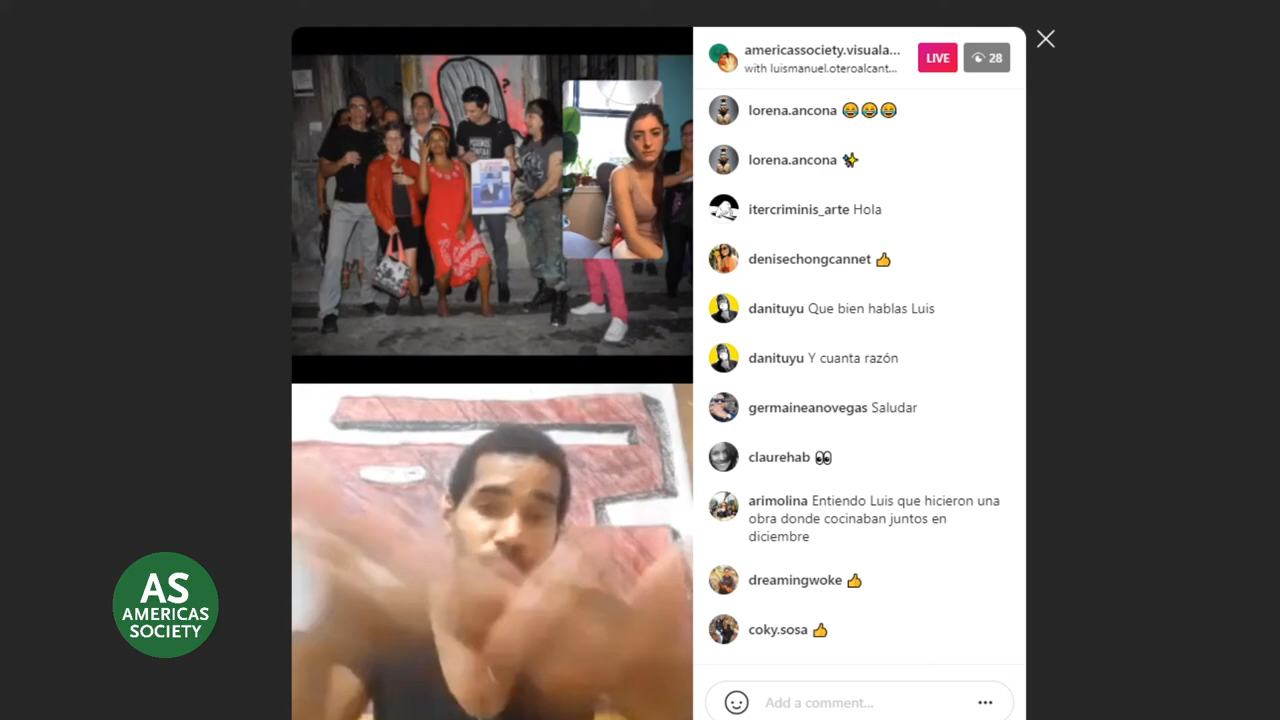 americassociety.visuala...
with luismanuel.oteroalcant...
LIVE
28
lorena.ancona 😂😂😂
lorena.ancona ✨
itercriminis_arte Hola
denisechongcannet 👍
danituyu Que bien hablas Luis
danituyu Y cuanta razón
germaineanovegas Saludar
claurehab 👀
arimolina Entiendo Luis que hicieron una
obra donde cocinaban juntos en
diciembre
dreamingwoke 👍
coky.sosa 👍
Add a comment...
AS
AMERICAS
SOCIETY